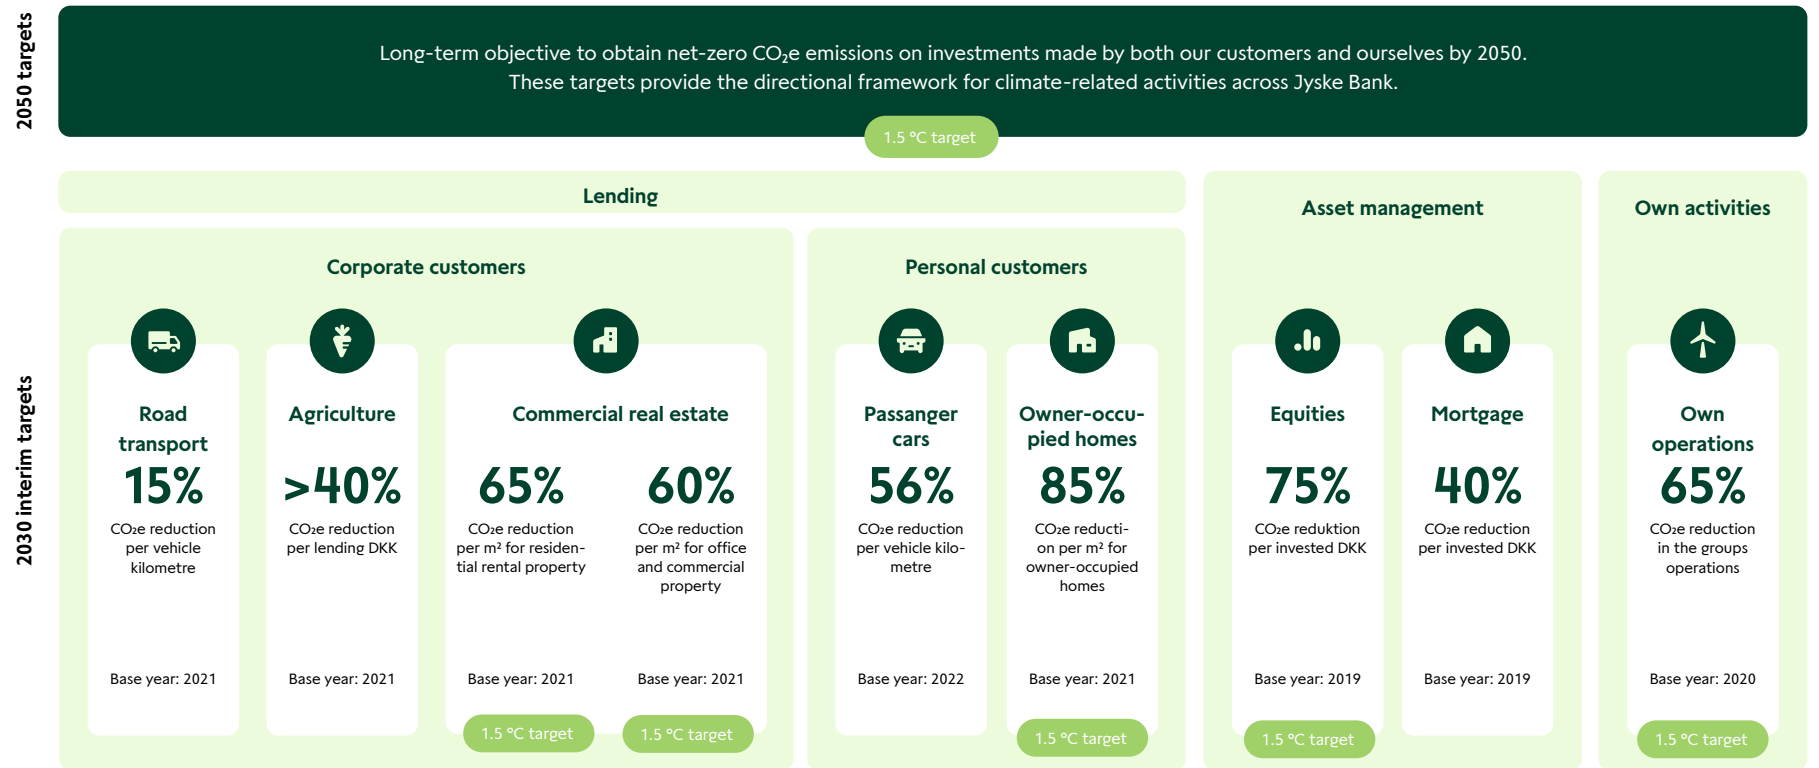 2050 targets
Long-term objective to obtain net-zero CO₂e emissions on investments made by both our customers and ourselves by 2050.
These targets provide the directional framework for climate-related activities across Jyske Bank.
1.5 ºC target
2030 interim targets
Lending
Corporate customers
Road
transport
15%
CO₂e reduction
per vehicle
kilometre
Base year: 2021
Agriculture
>40%
CO₂e reduction
per lending DKK
Base year: 2021
Commercial real estate
65%
CO₂e reduction
per m² for residen-
tial rental property
Base year: 2021
1.5 ºC target
60%
CO₂e reduction
per m² for office
and commercial
property
Base year: 2021
1.5 ºC target
Personal customers
Passanger
cars
56%
CO₂e reduction
per vehicle kilo-
metre
Base year: 2022
Owner-occu-
pied homes
85%
CO₂e reducti-
on per m² for
owner-occupied
homes
Base year: 2021
1.5 ºC target
Asset management
Equities
75%
CO₂e reduktion
per invested DKK
Base year: 2019
1.5 ºC target
Mortgage
40%
CO₂e reduction
per invested DKK
Base year: 2019
Own activities
Own
operations
65%
CO₂e reduction
in the groups
operations
Base year: 2020
1.5 ºC target